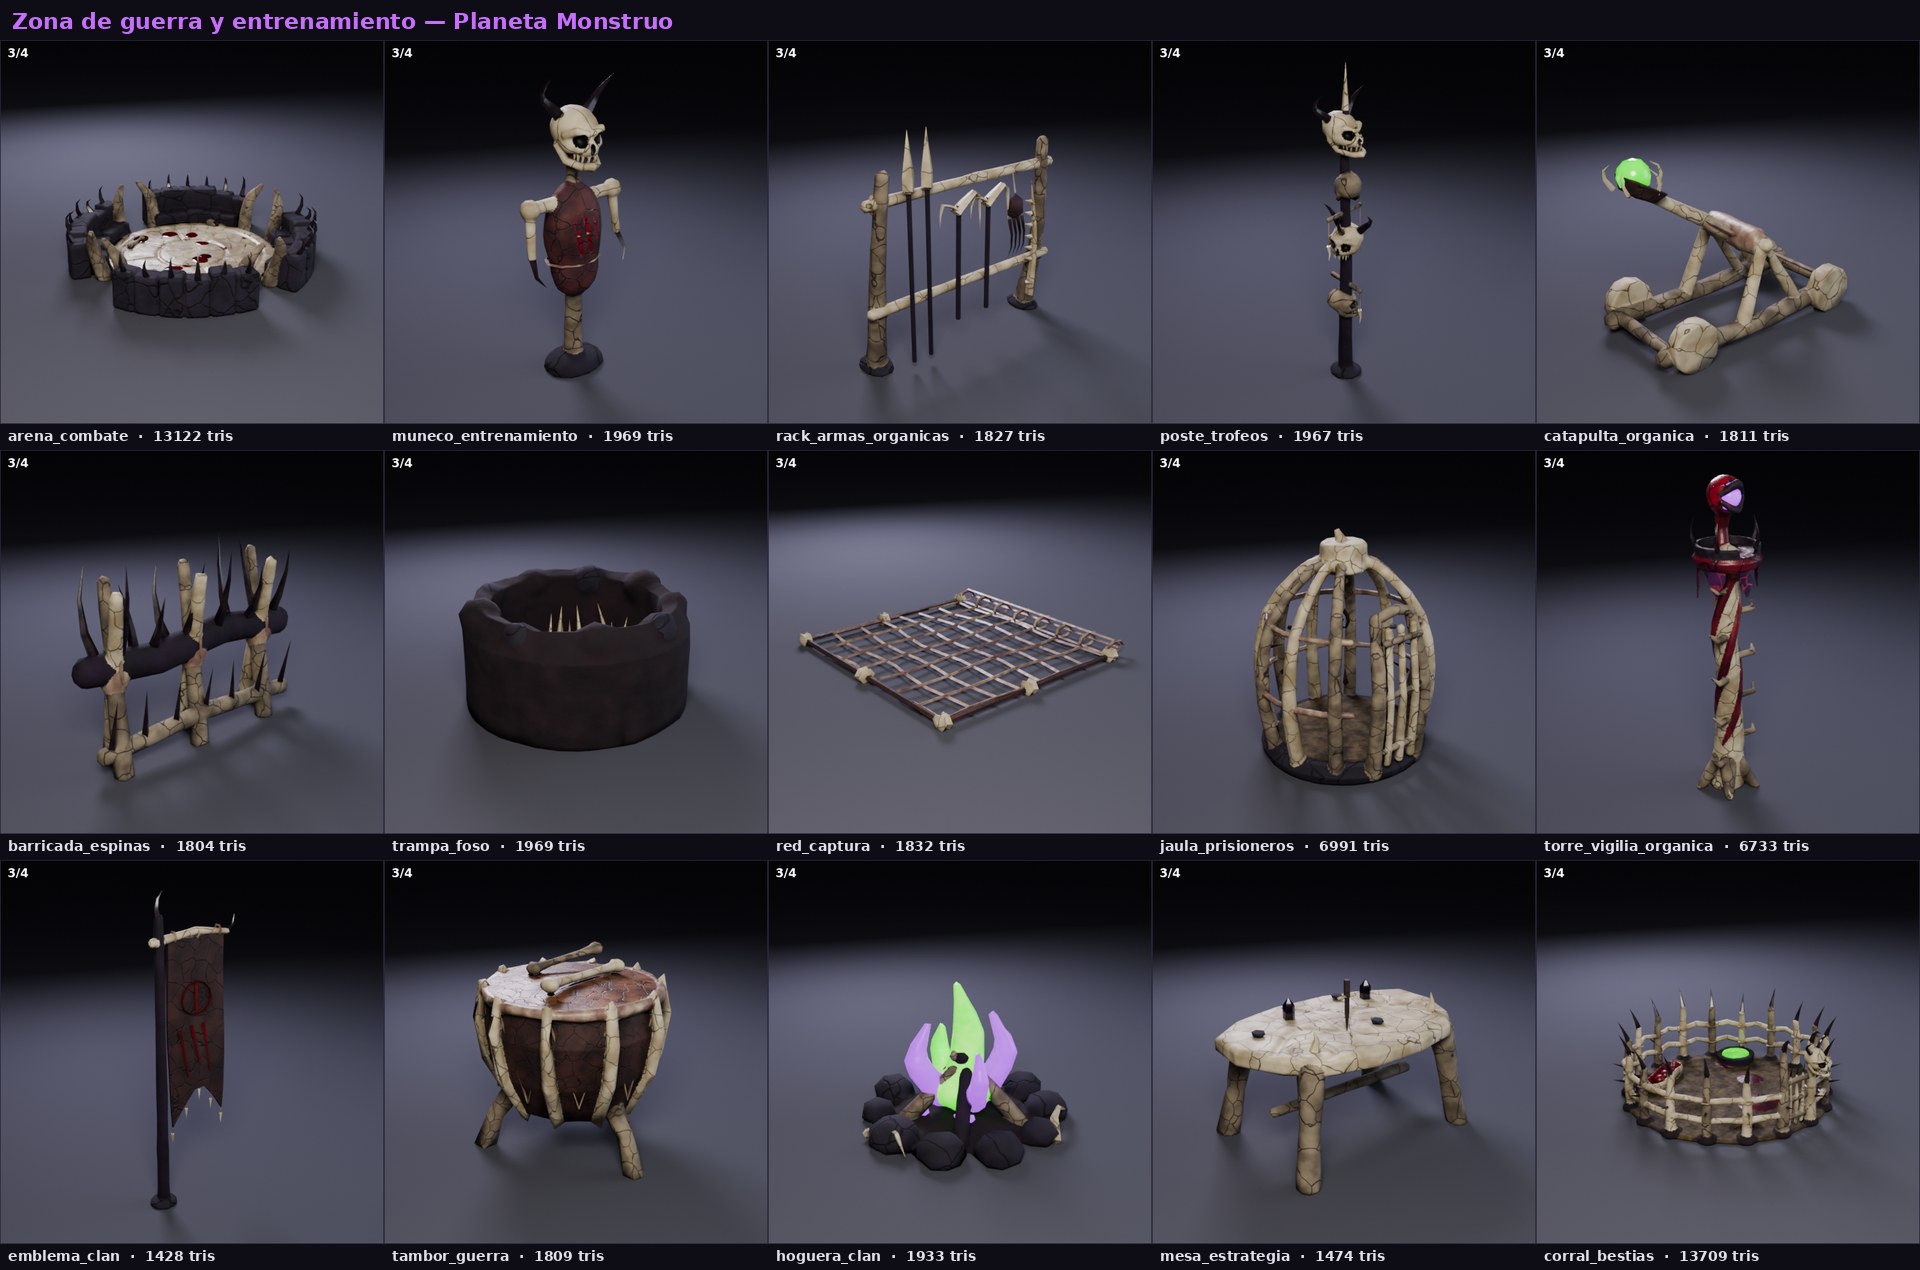 Zona de guerra y entrenamiento — Planeta Monstruo
3/4 3/4 3/4 3/4 3/4
arena_combate · 13122 tris muneco_entrenamiento · 1969 tris rack_armas_organicas · 1827 tris poste_trofeos · 1967 tris catapulta_organica · 1811 tris
3/4 3/4 3/4 3/4 3/4
barricada_espinas · 1804 tris trampa_foso · 1969 tris red_captura · 1832 tris jaula_prisioneros · 6991 tris torre_vigilia_organica · 6733 tris
3/4 3/4 3/4 3/4 3/4
emblema_clan · 1428 tris tambor_guerra · 1809 tris hoguera_clan · 1933 tris mesa_estrategia · 1474 tris corral_bestias · 13709 tris